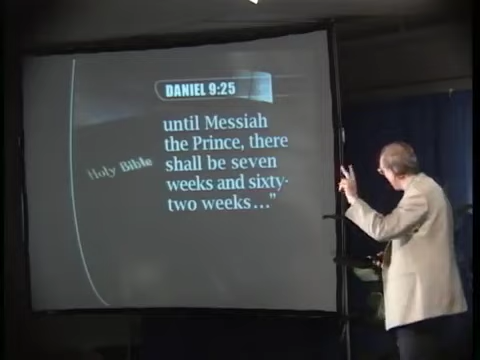 DANIEL 9:25
until Messiah
the Prince, there
shall be seven
weeks and sixty-
two weeks..."
Holy Bible